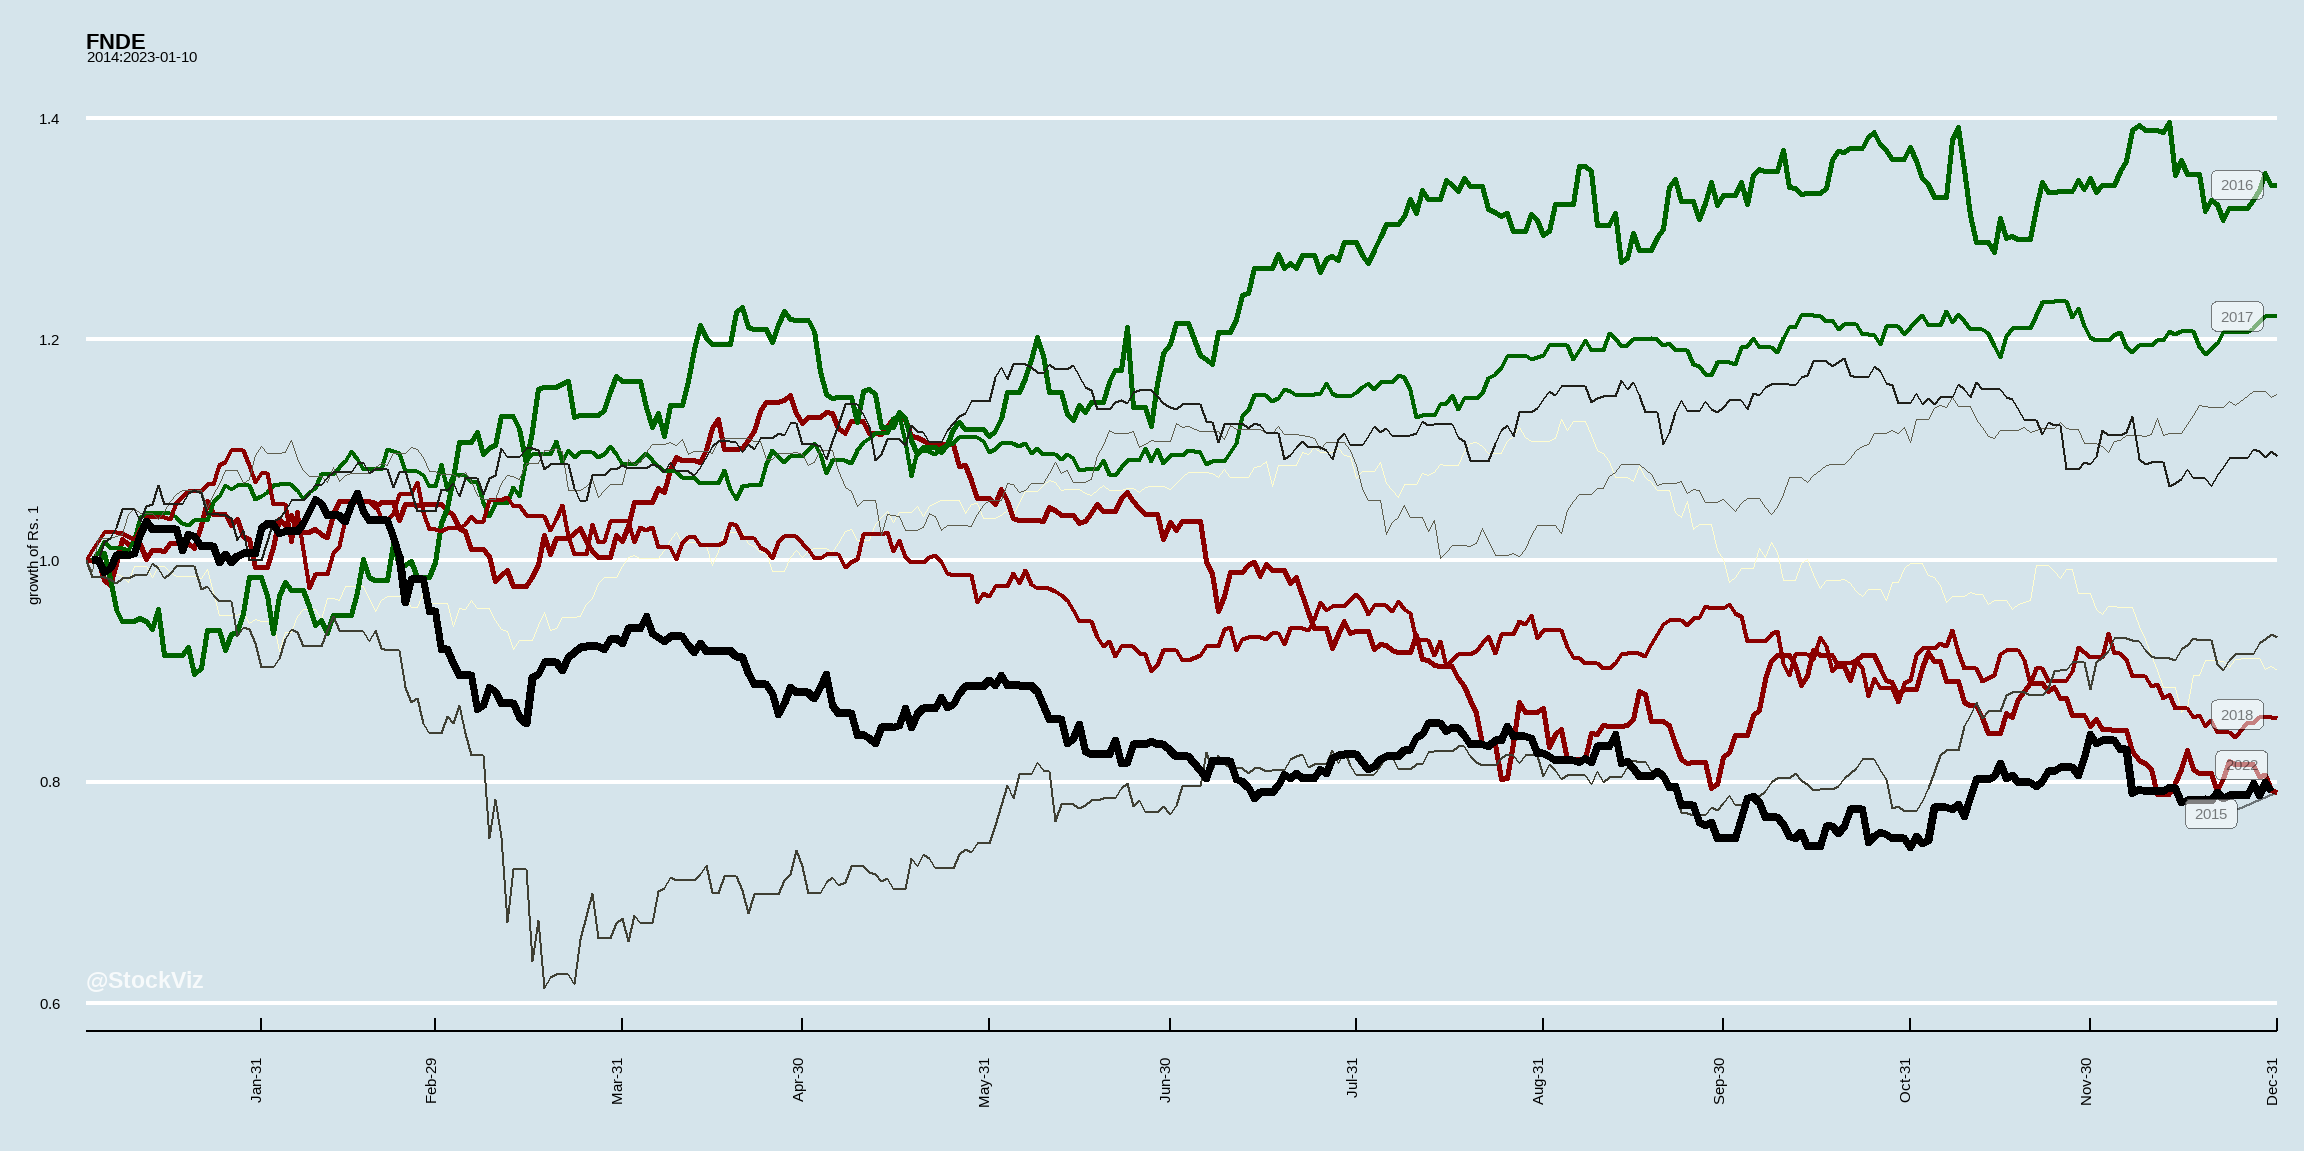 FNDE
2014:2023-01-10
1.4
1.2
1.0
0.8
0.6
growth of Rs. 1
2016
2017
2018
2022
2015
@StockViz
Jan-31
Feb-29
Mar-31
Apr-30
May-31
Jun-30
Jul-31
Aug-31
Sep-30
Oct-31
Nov-30
Dec-31